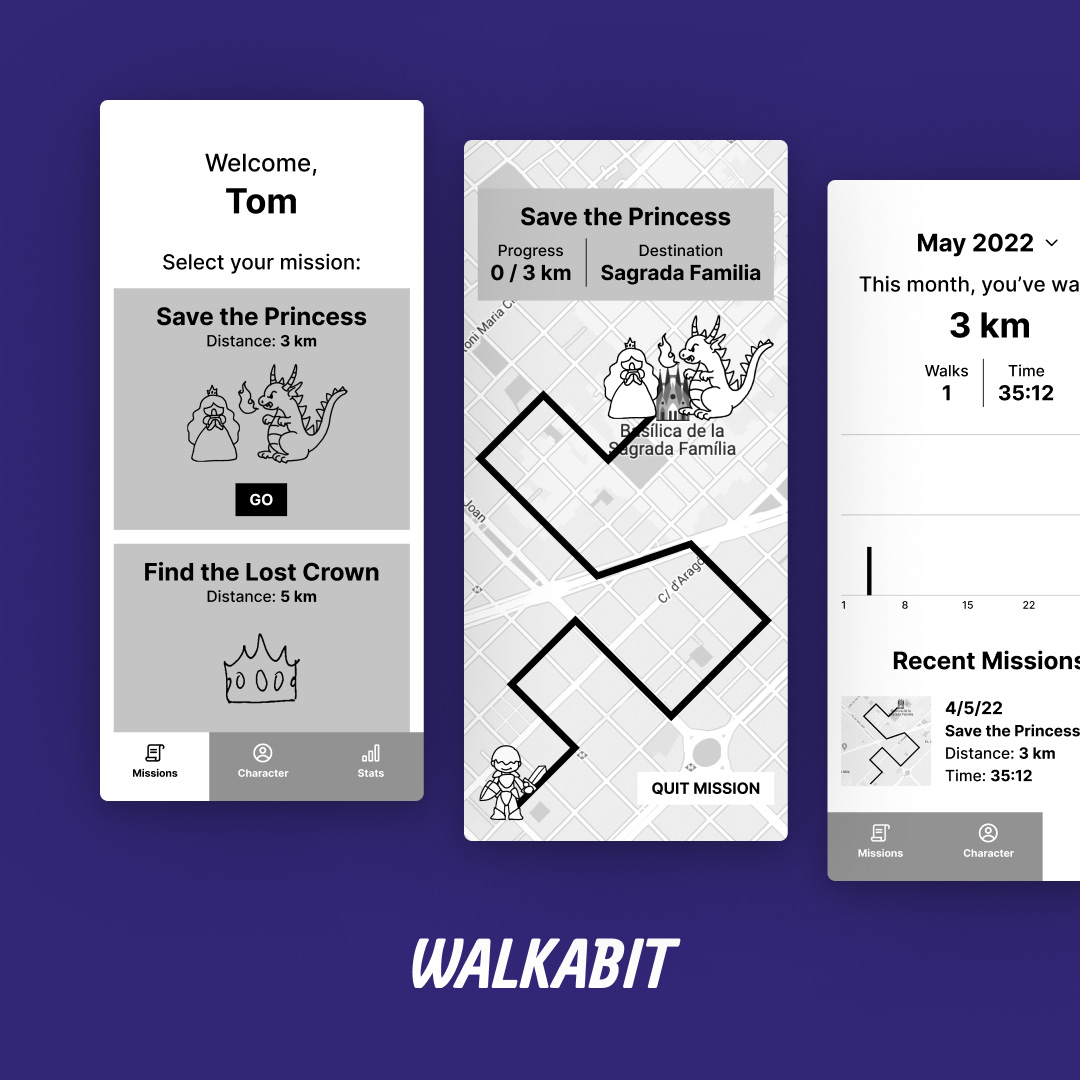 Welcome,
Tom
Select your mission:
Save the Princess
Distance: 3 km
GO
Find the Lost Crown
Distance: 5 km
Missions
Character
Stats
Save the Princess
Progress
0 / 3 km
Destination
Sagrada Familia
toni Maria C
Basílica de la
Sagrada Família
Joan
C/ d'Aragó
QUIT MISSION
May 2022
This month, you’ve wa
3 km
Walks
1
Time
35:12
1 8 15 22
Recent Missions
4/5/22
Save the Princess
Distance: 3 km
Time: 35:12
Missions
Character
WALKABIT